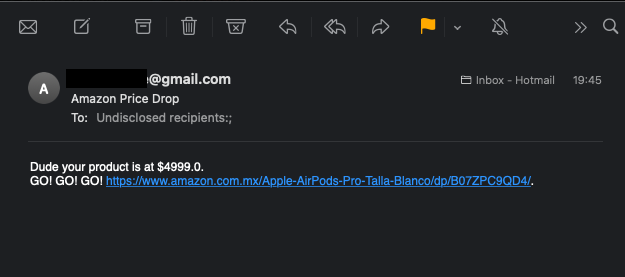 @gmail.com
Inbox - Hotmail 19:45
A
Amazon Price Drop
To: Undisclosed recipients:;
Dude your product is at $4999.0.
GO! GO! GO! https://www.amazon.com.mx/Apple-AirPods-Pro-Talla-Blanco/dp/B07ZPC9QD4/.